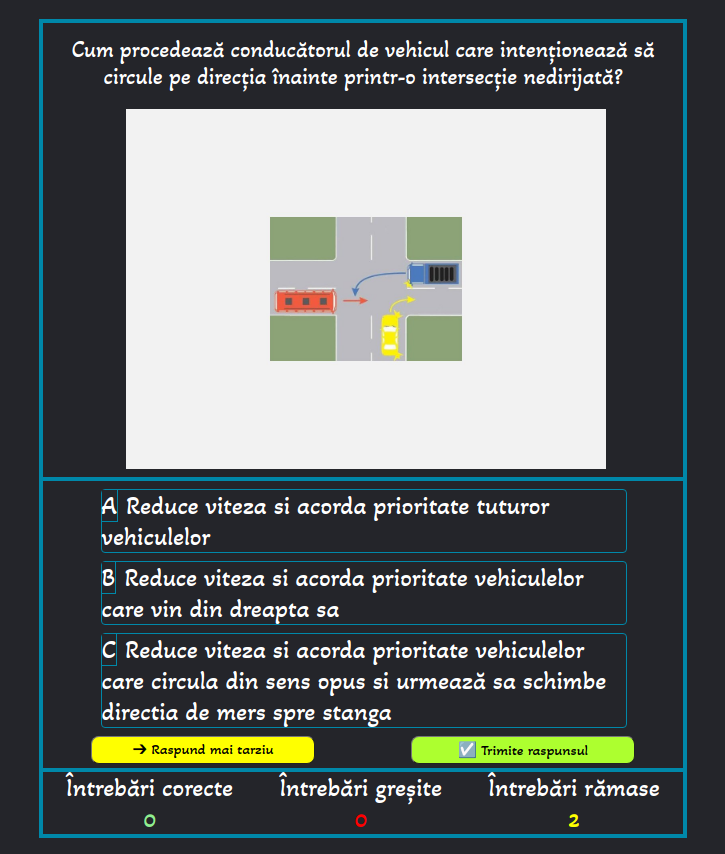 Cum procedează conducătorul de vehicul care intenționează să
circule pe direcția înainte printr-o intersecție nedirijată?
A Reduce viteza si acorda prioritate tuturor
vehiculelor
B Reduce viteza si acorda prioritate vehiculelor
care vin din dreapta sa
C Reduce viteza si acorda prioritate vehiculelor
care circula din sens opus si urmează sa schimbe
directia de mers spre stanga
→ Raspund mai tarziu
☑ Trimite raspunsul
Întrebări corecte
Întrebări greșite
Întrebări rămase
0
0
2